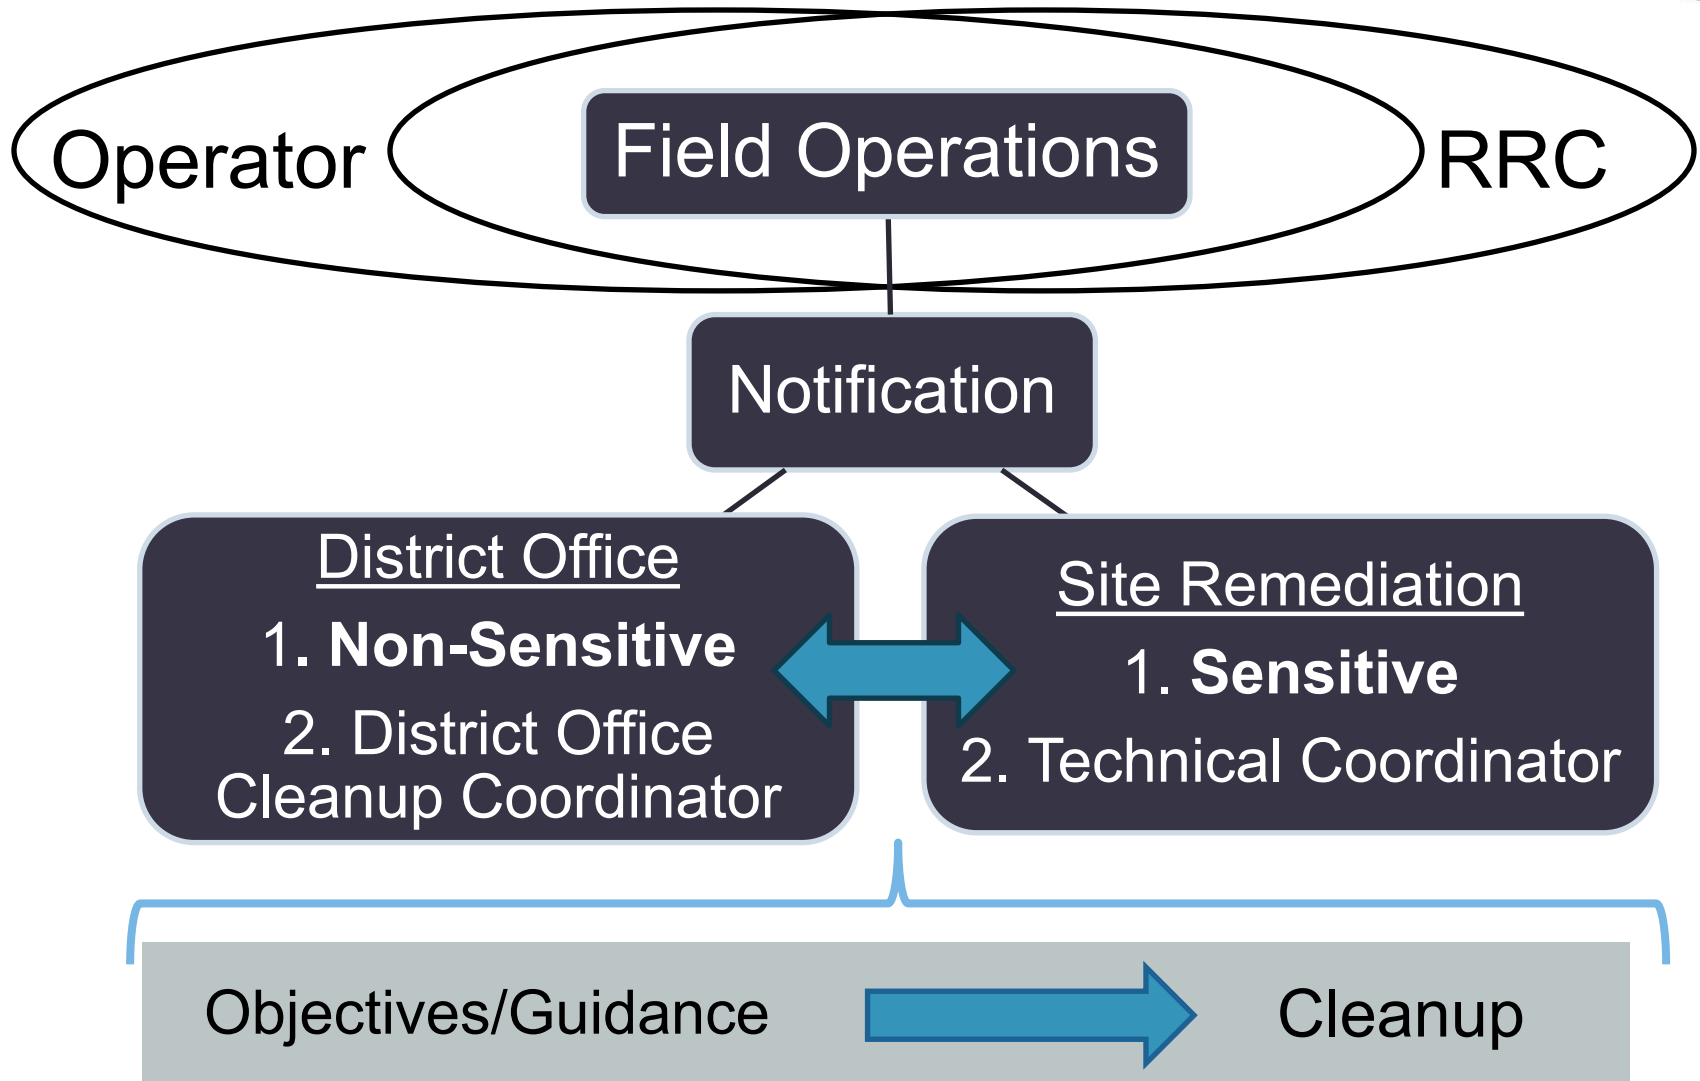 Operator
Field Operations
RRC
Notification
District Office
1. Non-Sensitive
2. District Office
Cleanup Coordinator
Site Remediation
1. Sensitive
2. Technical Coordinator
Objectives/Guidance
Cleanup